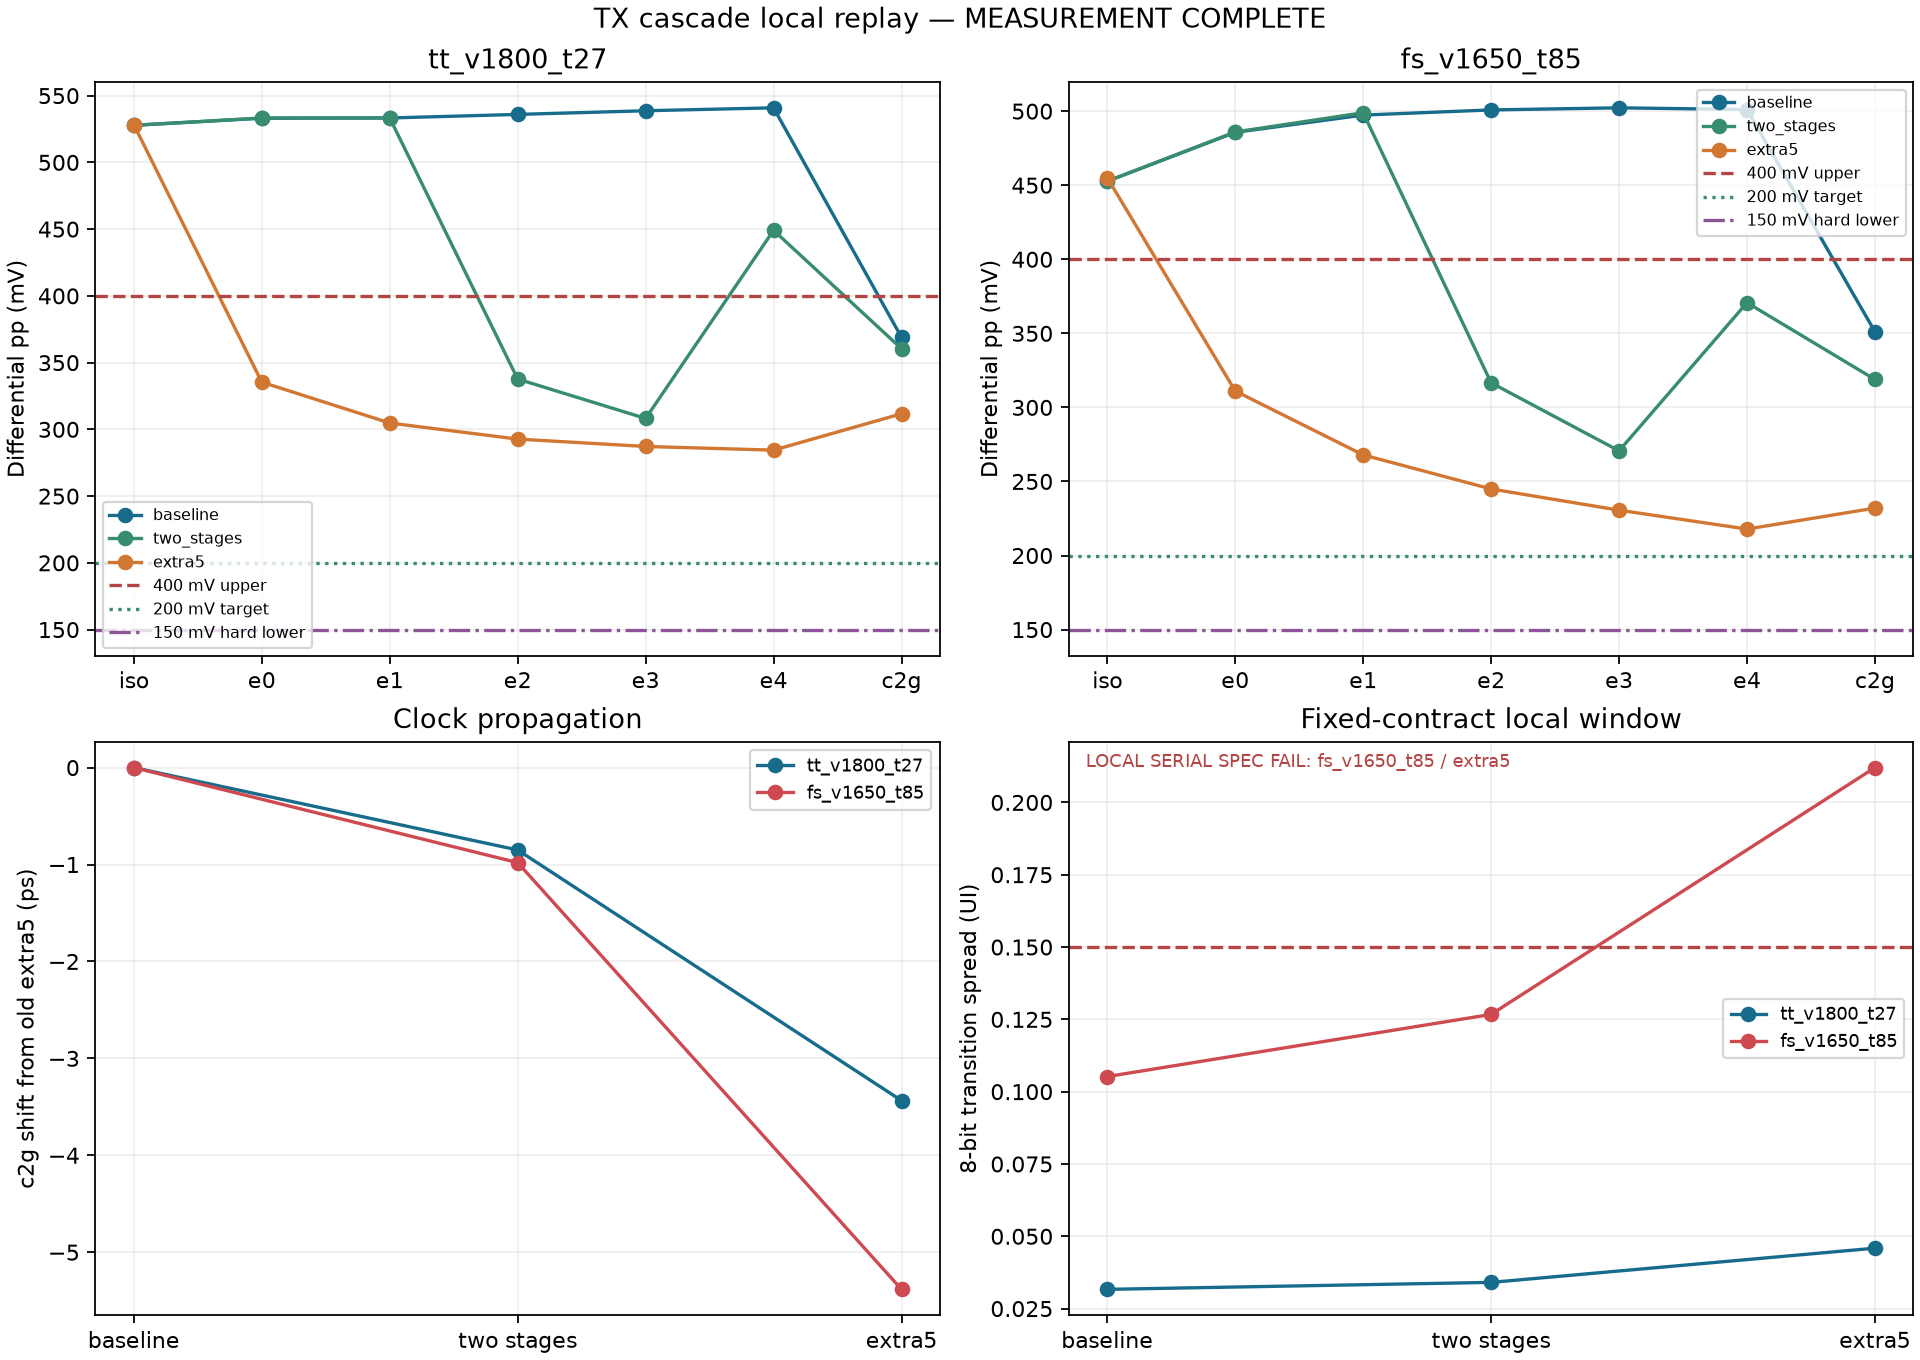 TX cascade local replay — MEASUREMENT COMPLETE
tt_v1800_t27
Differential pp (mV)
550
500
450
400
350
300
250
200
150
baseline
two_stages
extra5
400 mV upper
200 mV target
150 mV hard lower
iso e0 e1 e2 e3 e4 c2g
fs_v1650_t85
Differential pp (mV)
500
450
400
350
300
250
200
150
baseline
two_stages
extra5
400 mV upper
200 mV target
150 mV hard lower
iso e0 e1 e2 e3 e4 c2g
Clock propagation
c2g shift from old extra5 (ps)
0
−1
−2
−3
−4
−5
tt_v1800_t27
fs_v1650_t85
baseline two stages extra5
Fixed-contract local window
8-bit transition spread (UI)
LOCAL SERIAL SPEC FAIL: fs_v1650_t85 / extra5
0.200
0.175
0.150
0.125
0.100
0.075
0.050
0.025
tt_v1800_t27
fs_v1650_t85
baseline two stages extra5